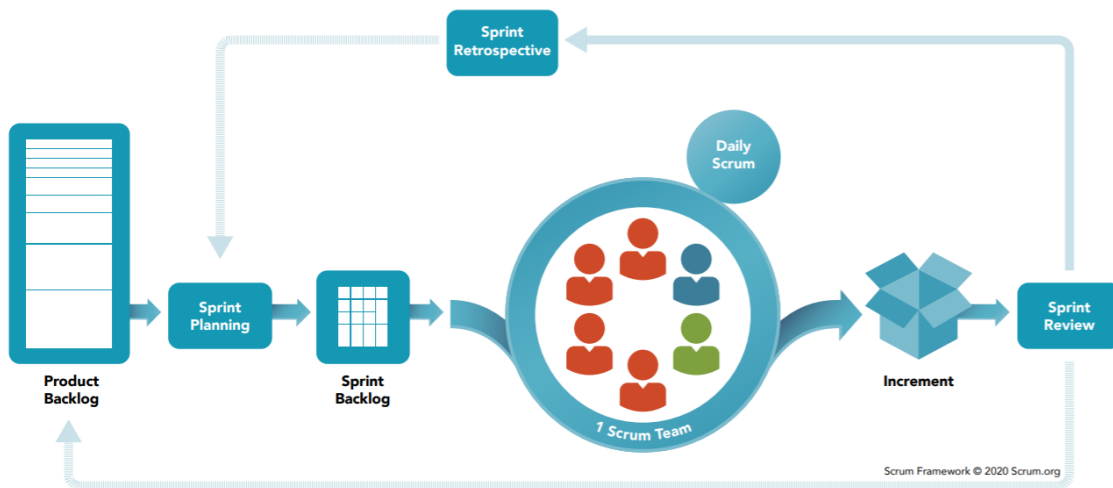 Sprint
Retrospective
Daily
Scrum
Sprint
Planning
Sprint
Review
Product
Backlog
Sprint
Backlog
1 Scrum Team
Increment
Scrum Framework © 2020 Scrum.org